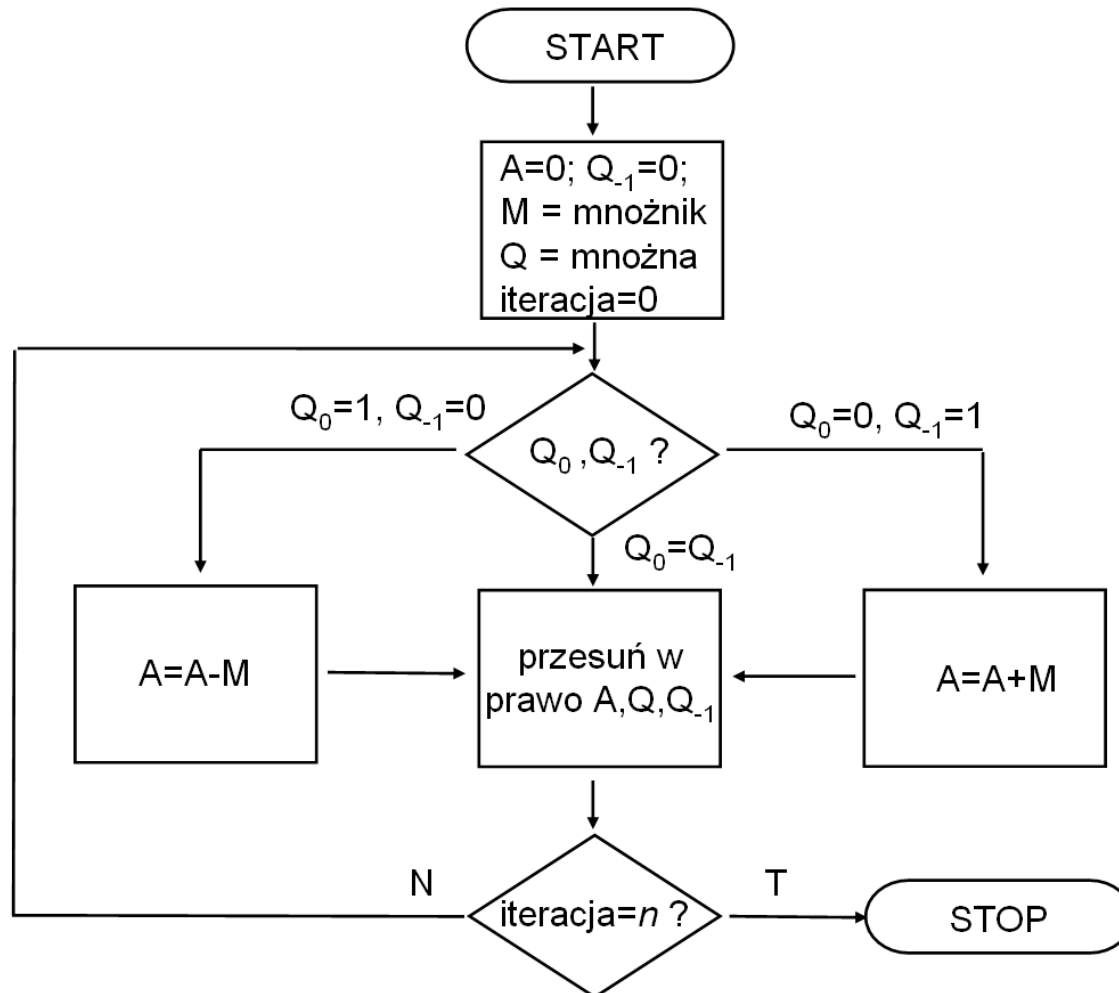 START
A=0; Q₋₁=0;
M = mnożnik
Q = mnożna
iteracja=0
Q₀=1, Q₋₁=0
Q₀=0, Q₋₁=1
Q₀ ,Q₋₁ ?
Q₀=Q₋₁
A=A-M
przesuń w
prawo A,Q,Q₋₁
A=A+M
N
iteracja=n ?
T
STOP